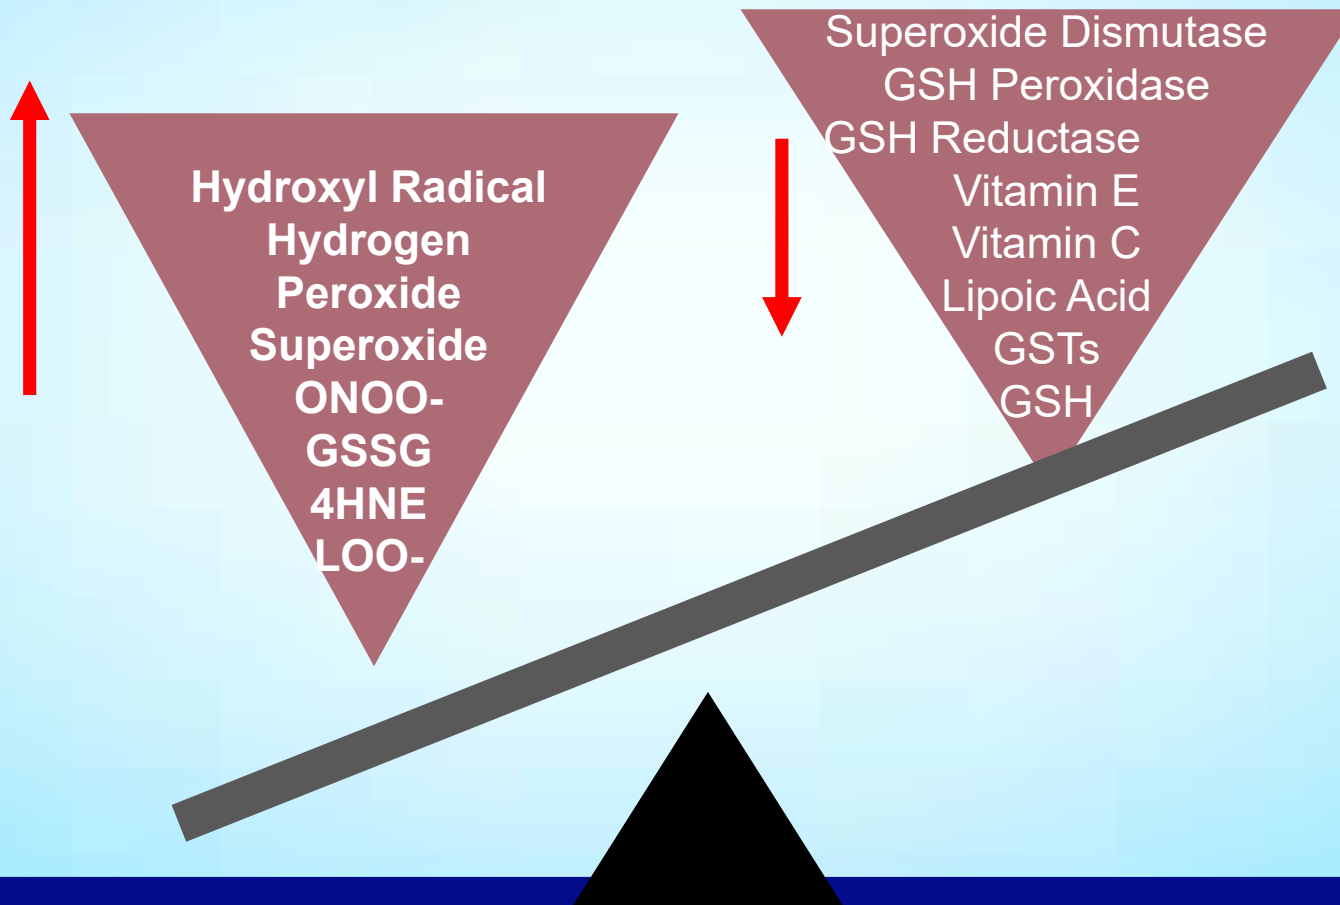 Hydroxyl Radical
Hydrogen
Peroxide
Superoxide
ONOO-
GSSG
4HNE
LOO-
Superoxide Dismutase
GSH Peroxidase
GSH Reductase
Vitamin E
Vitamin C
Lipoic Acid
GSTs
GSH